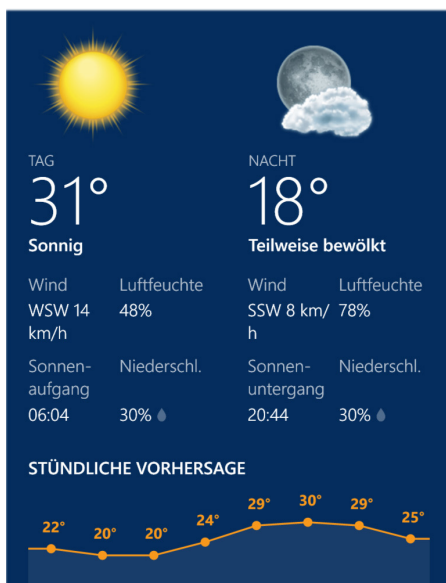 TAG
31°
Sonnig
Wind Luftfeuchte
WSW 14 km/h 48%
Sonnen-
aufgang Niederschl.
06:04 30%
NACHT
18°
Teilweise bewölkt
Wind Luftfeuchte
SSW 8 km/
h 78%
Sonnen-
untergang Niederschl.
20:44 30%
STÜNDLICHE VORHERSAGE
22° 20° 20° 24° 29° 30° 29° 25°